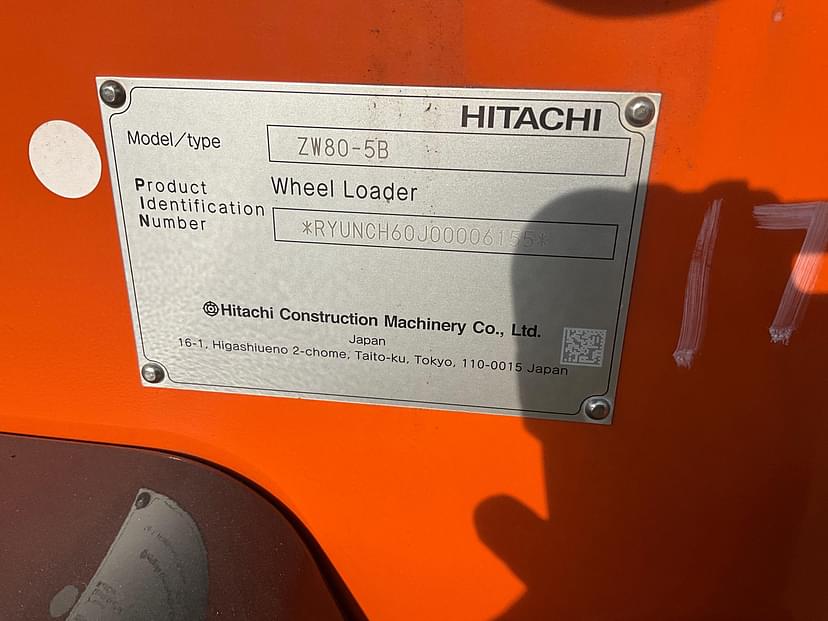 HITACHI
Model/type
ZW80-5B
Product
Identification
Number
Wheel Loader
*RYUNCH60J00006155*
Hitachi Construction Machinery Co., Ltd.
Japan
16-1, Higashiueno 2-chome, Taito-ku, Tokyo, 110-0015 Japan
17